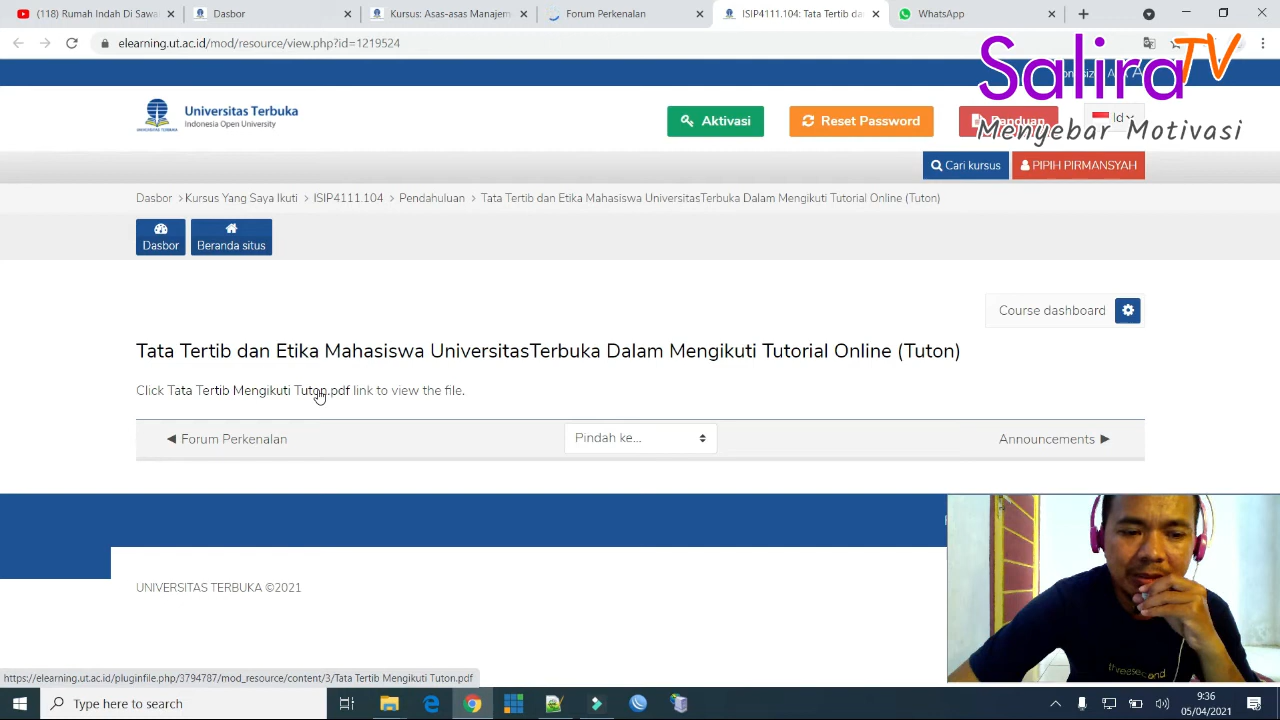 (118) Rumah Indah Di Sawa
Dasbor
Kursus: Asas-asas Manajem
Forum Perkenalan
ISIP4111.104: Tata Tertib da
WhatsApp
elearning.ut.ac.id/mod/resource/view.php?id=1219524
Salira TV
Menyebar Motivasi
Universitas Terbuka
Indonesia Open University
Aktivasi
Reset Password
Panduan
Id
Cari kursus
PIPIH PIRMANSYAH
Dasbor > Kursus Yang Saya Ikuti > ISIP4111.104 > Pendahuluan > Tata Tertib dan Etika Mahasiswa UniversitasTerbuka Dalam Mengikuti Tutorial Online (Tuton)
Dasbor
Beranda situs
Course dashboard
Tata Tertib dan Etika Mahasiswa UniversitasTerbuka Dalam Mengikuti Tutorial Online (Tuton)
Click Tata Tertib Mengikuti Tuton.pdf link to view the file.
◀ Forum Perkenalan
Pindah ke...
Announcements ▶
UNIVERSITAS TERBUKA ©2021
threesecond
https://elearning.ut.ac.id/pluginfile.php/3794787/mod_resource/content/3/Tata Tertib Mengikuti Tuton.pdf
Type here to search
9:36
05/04/2021